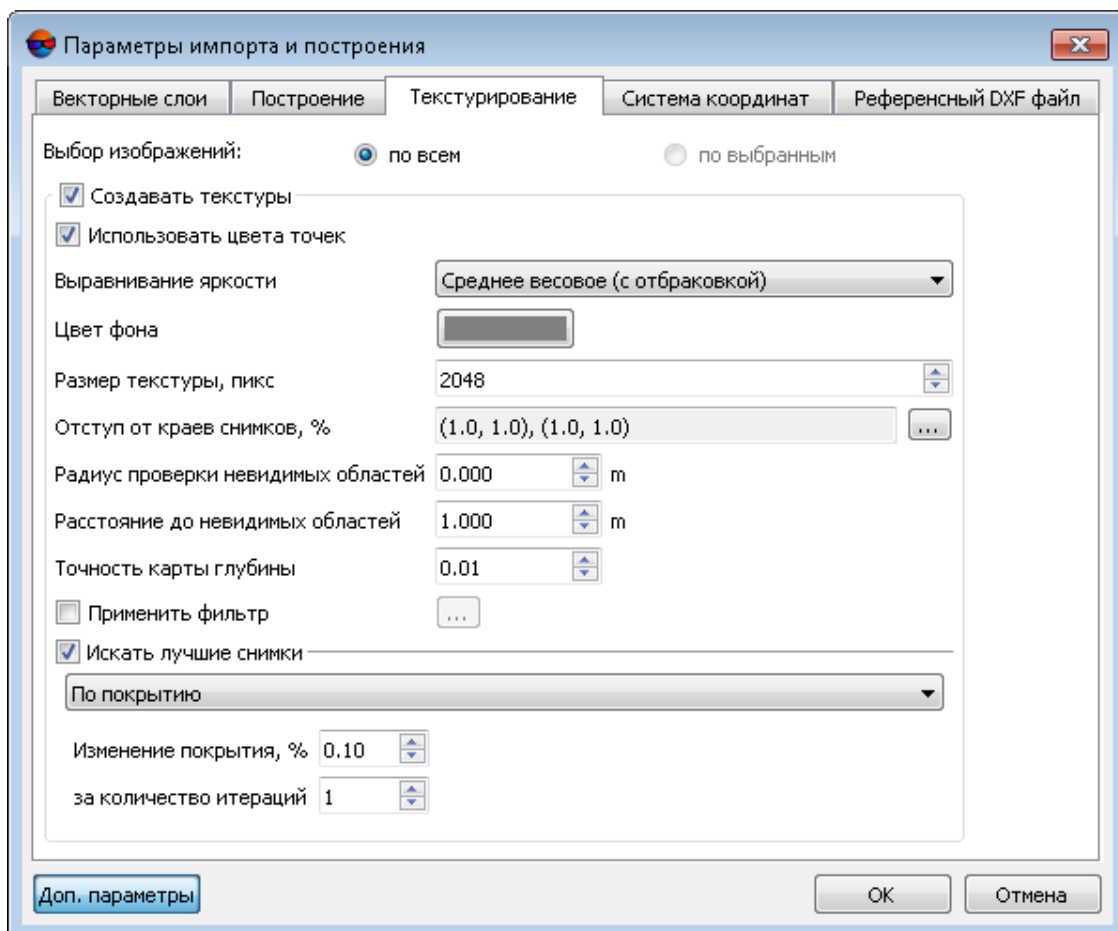 Параметры импорта и построения
Векторные слои Построение Текстурирование Система координат Референсный DXF файл
Выбор изображений: по всем по выбранным
Создавать текстуры
Использовать цвета точек
Выравнивание яркости Среднее весовое (с отбраковкой)
Цвет фона
Размер текстуры, пикс 2048
Отступ от краев снимков, % (1.0, 1.0), (1.0, 1.0) ...
Радиус проверки невидимых областей 0.000 m
Расстояние до невидимых областей 1.000 m
Точность карты глубины 0.01
Применить фильтр ...
Искать лучшие снимки
По покрытию
Изменение покрытия, % 0.10
за количество итераций 1
Доп. параметры OK Отмена